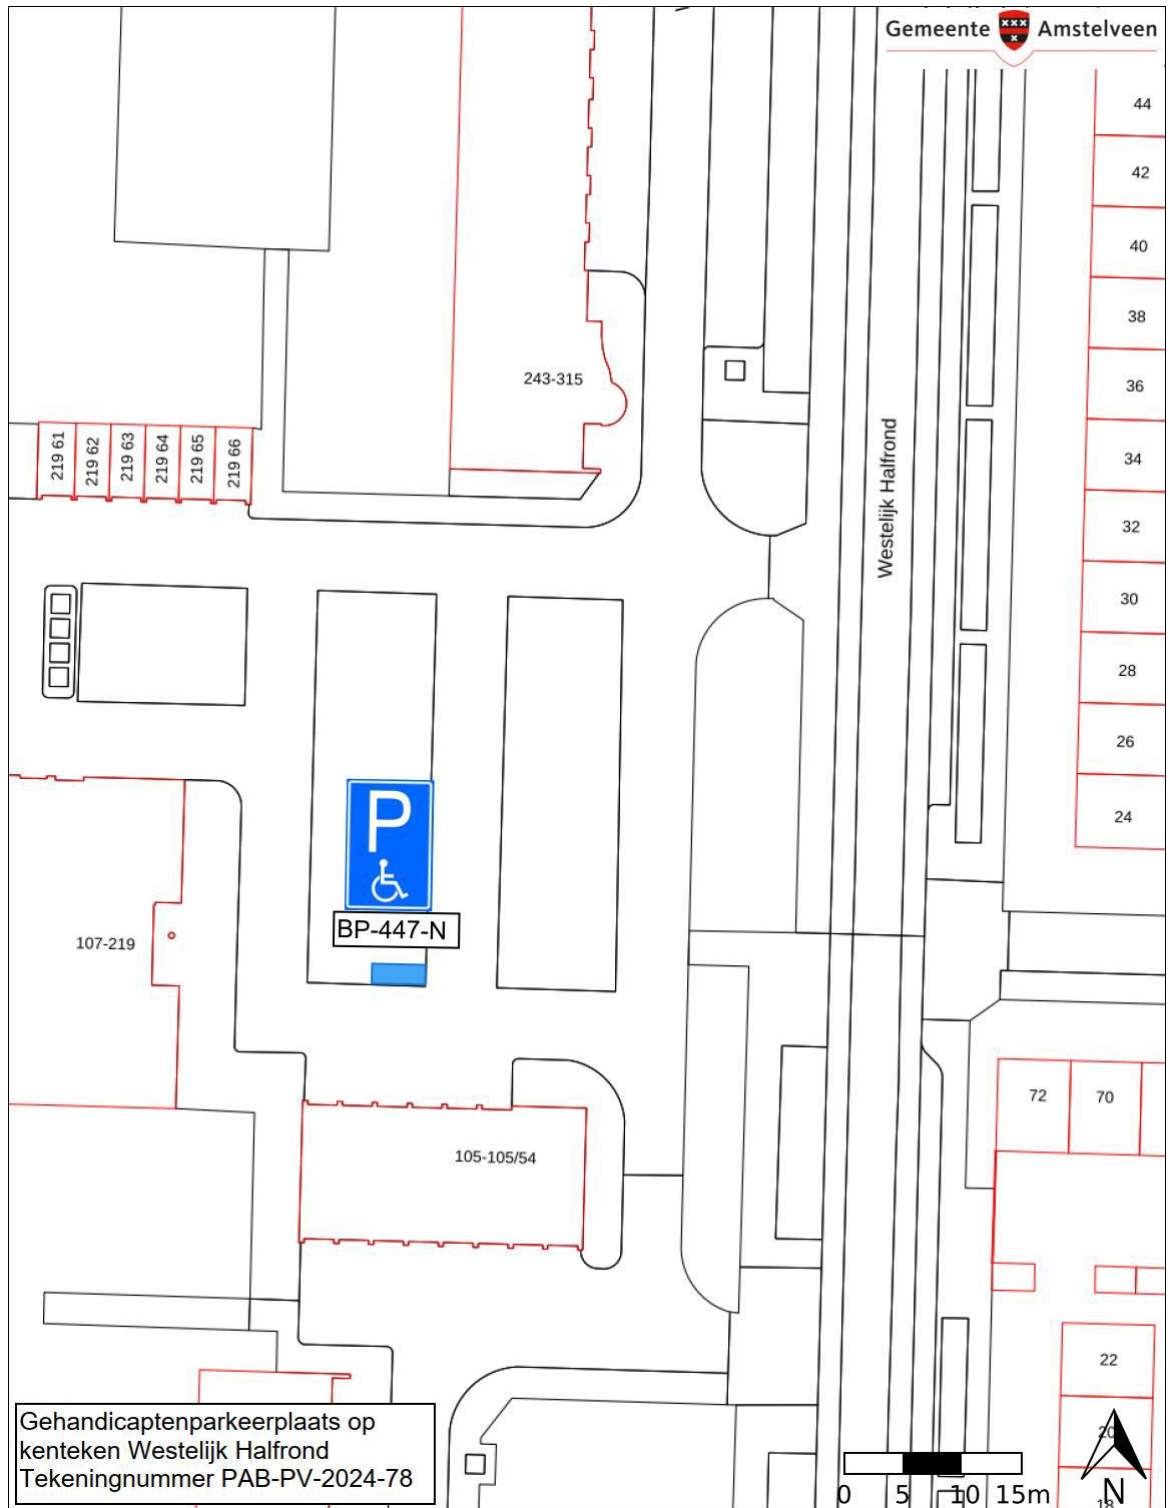 Gemeente Amstelveen
44
42
40
38
36
34
32
30
28
26
24
243-315
219 61
219 62
219 63
219 64
219 65
219 66
Westelijk Halfrond
P
BP-447-N
107-219
105-105/54
72
70
22
20
18
Gehandicaptenparkeerplaats op
kenteken Westelijk Halfrond
Tekeningnummer PAB-PV-2024-78
0 5 10 15m
N